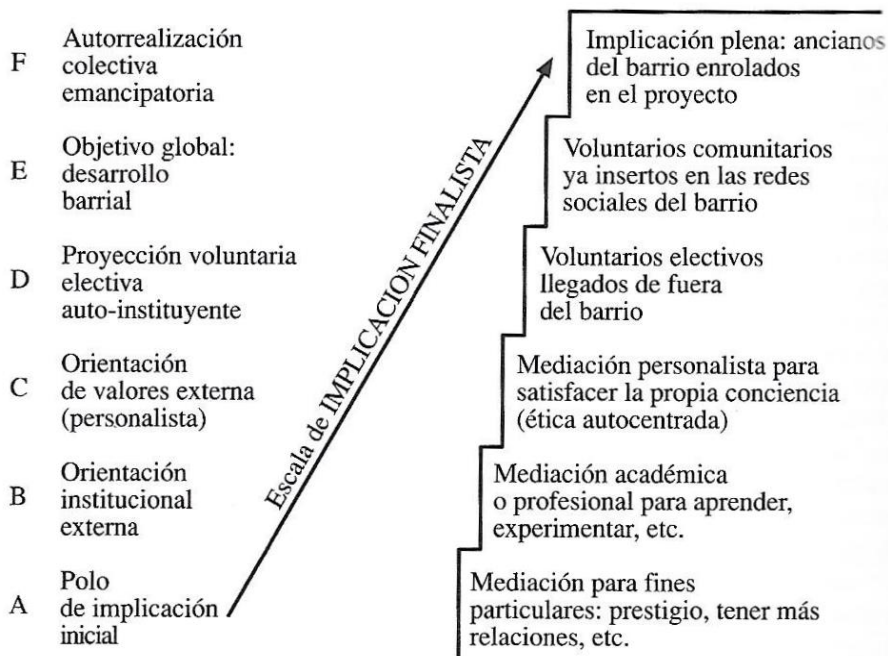 F
Autorrealización
colectiva
emancipatoria
Implicación plena: ancianos
del barrio enrolados
en el proyecto
E
Objetivo global:
desarrollo
barrial
Voluntarios comunitarios
ya insertos en las redes
sociales del barrio
D
Proyección voluntaria
electiva
auto-instituyente
Voluntarios electivos
llegados de fuera
del barrio
C
Orientación
de valores externa
(personalista)
Mediación personalista para
satisfacer la propia conciencia
(ética autocentrada)
B
Orientación
institucional
externa
Mediación académica
o profesional para aprender,
experimentar, etc.
A
Polo
de implicación
inicial
Mediación para fines
particulares: prestigio, tener más
relaciones, etc.
Escala de IMPLICACION FINALISTA